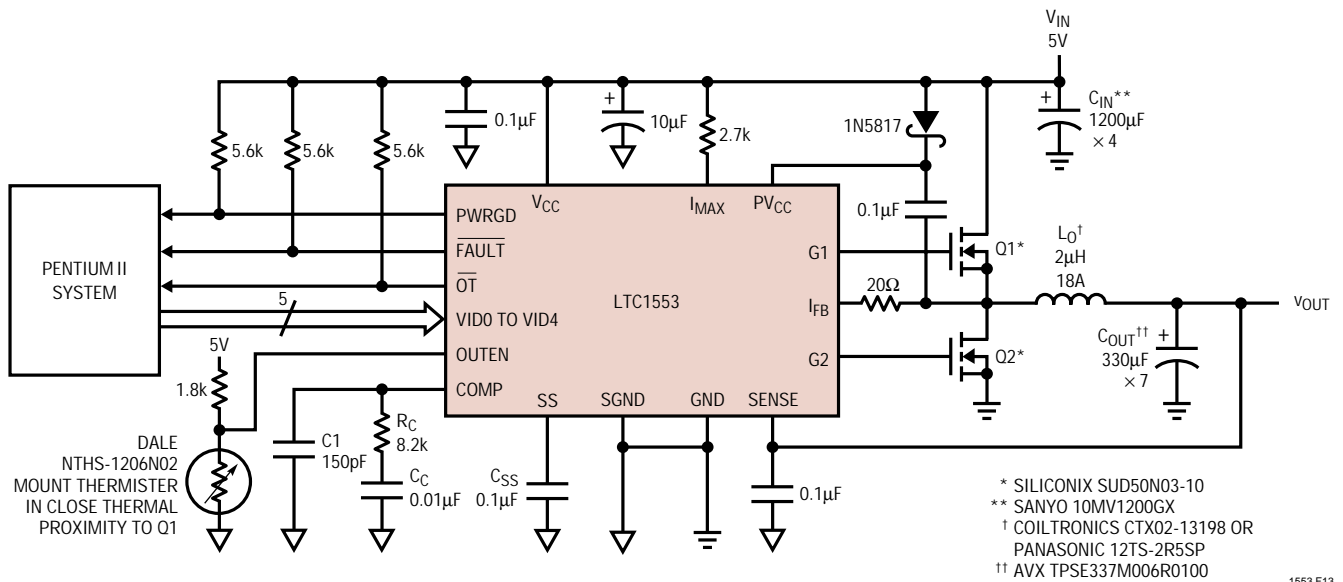 V_IN
5V
5.6k
5.6k
5.6k
0.1µF
+
10µF
2.7k
1N5817
+
C_IN**
1200µF
× 4
PENTIUM II
SYSTEM
PWRGD
FAULT
OT
VID0 TO VID4
OUTEN
COMP
V_CC
I_MAX
PV_CC
G1
I_FB
G2
SS
SGND
GND
SENSE
LTC1553
5
0.1µF
Q1*
20Ω
L_O†
2µH
18A
V_OUT
Q2*
C_OUT††
+
330µF
× 7
5V
1.8k
DALE
NTHS-1206N02
MOUNT THERMISTER
IN CLOSE THERMAL
PROXIMITY TO Q1
C1
150pF
R_C
8.2k
C_C
0.01µF
C_SS
0.1µF
0.1µF
* SILICONIX SUD50N03-10
** SANYO 10MV1200GX
† COILTRONICS CTX02-13198 OR
PANASONIC 12TS-2R5SP
†† AVX TPSE337M006R0100
1553 F13